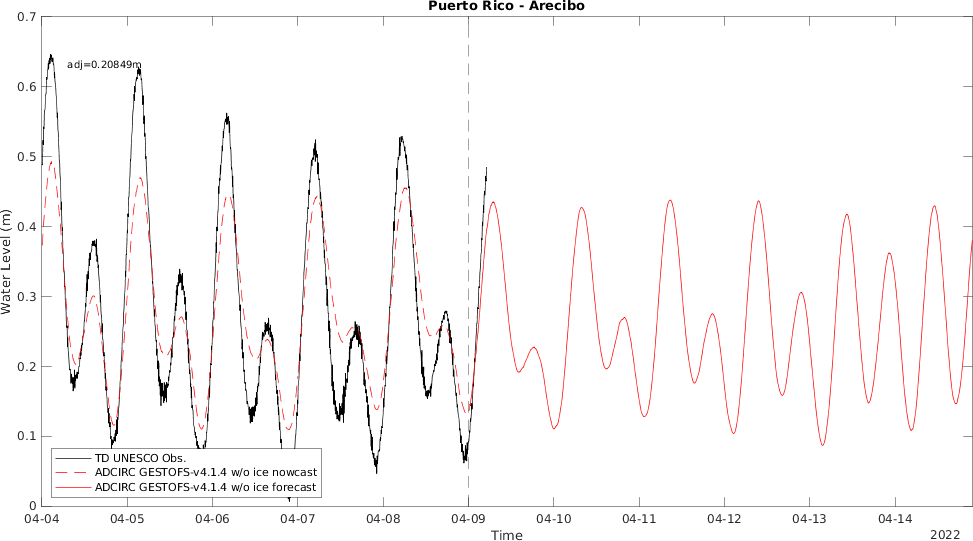 Puerto Rico - Arecibo
0.7
adj=0.20849m
0.6
0.5
0.4
0.3
0.2
0.1
0
Water Level (m)
TD UNESCO Obs.
ADCIRC GESTOFS-v4.1.4 w/o ice nowcast
ADCIRC GESTOFS-v4.1.4 w/o ice forecast
04-04 04-05 04-06 04-07 04-08 04-09 04-10 04-11 04-12 04-13 04-14
Time
2022